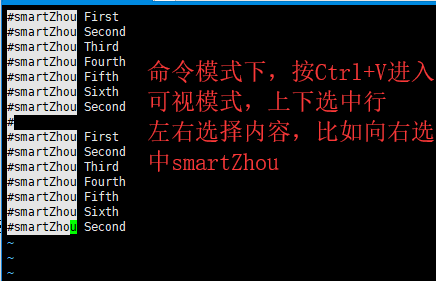 #smartZhou First
#smartZhou Second
#smartZhou Third
#smartZhou Fourth
#smartZhou Fifth
#smartZhou Sixth
#smartZhou Second
#
#smartZhou First
#smartZhou Second
#smartZhou Third
#smartZhou Fourth
#smartZhou Fifth
#smartZhou Sixth
#smartZhou Second
~
~
~
命令模式下，按Ctrl+V进入
可视模式，上下选中行
左右选择内容，比如向右选
中smartZhou